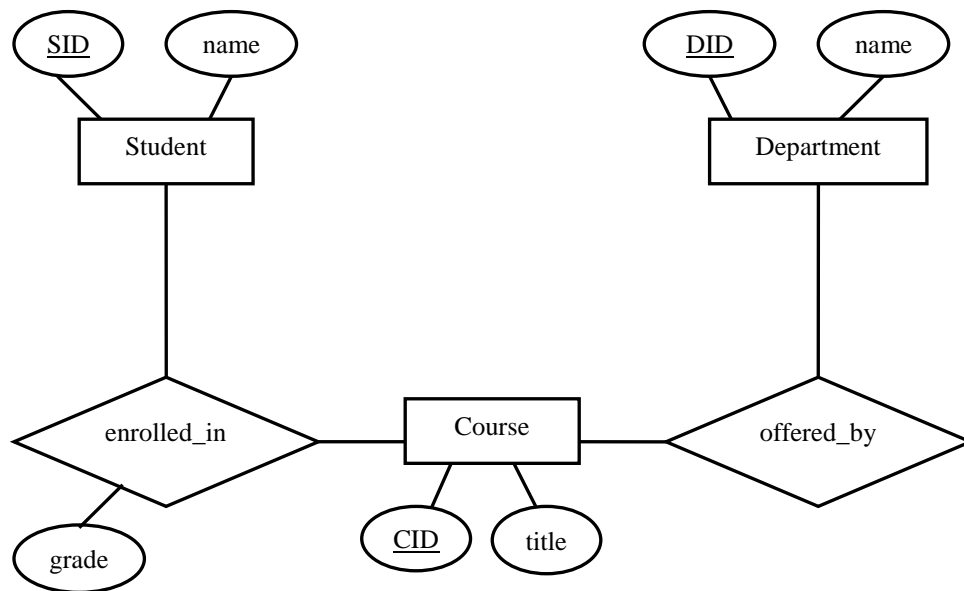 SID
name
DID
name
Student
Department
enrolled_in
Course
offered_by
grade
CID
title